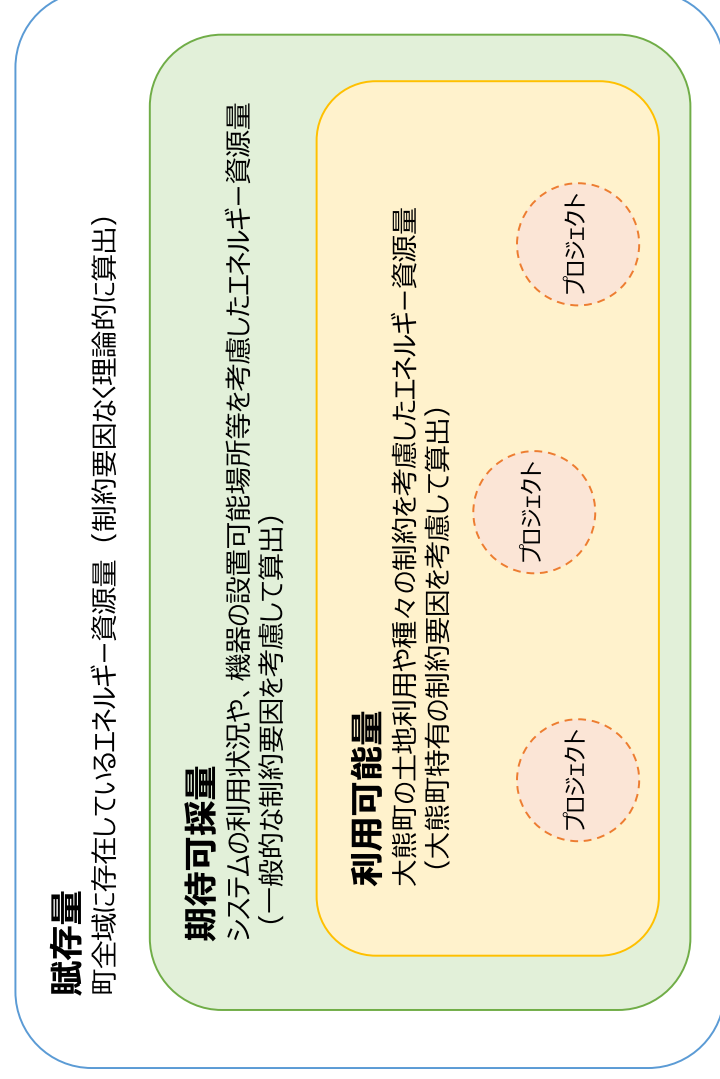 賦存量
町全域に存在しているエネルギー資源量（制約要因なく理論的に算出）
期待可採量
システムの利用状況や、機器の設置可能場所等を考慮したエネルギー資源量
（一般的な制約要因を考慮して算出）
利用可能量
大熊町の土地利用や種々の制約を考慮したエネルギー資源量
（大熊町特有の制約要因を考慮して算出）
プロジェクト
プロジェクト
プロジェクト